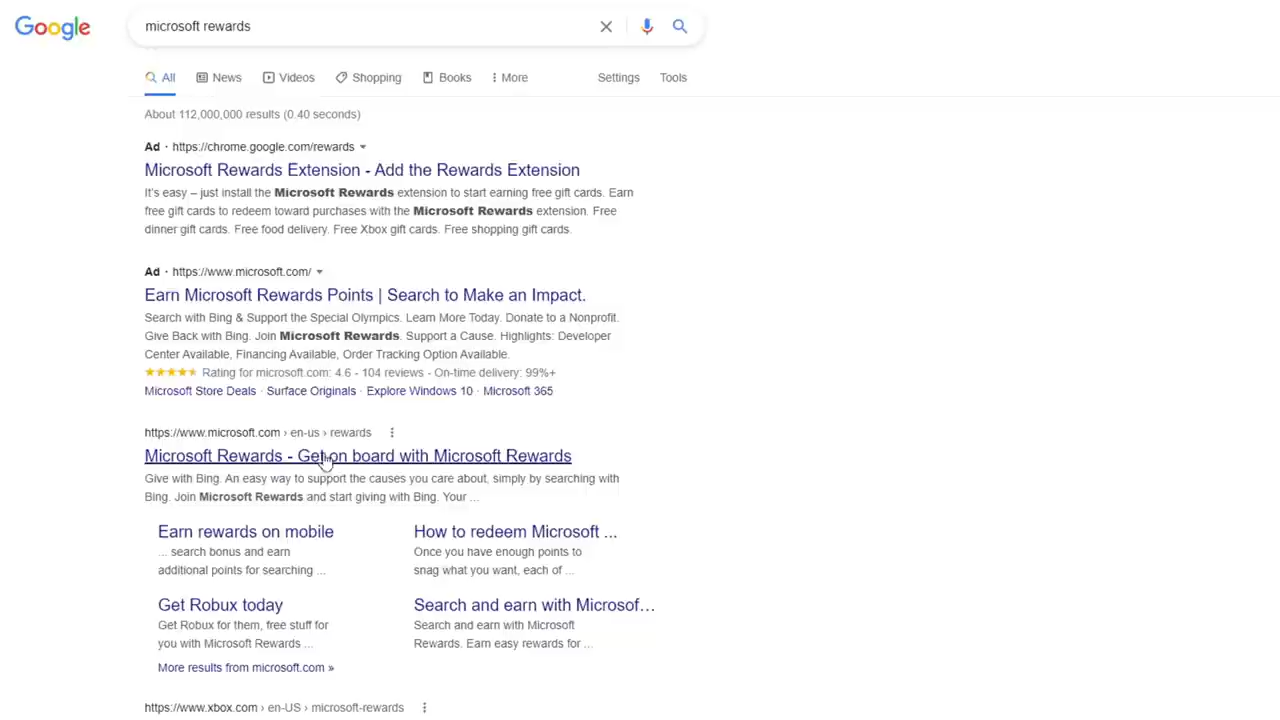 Google
microsoft rewards
All News Videos Shopping Books More Settings Tools
About 112,000,000 results (0.40 seconds)
Ad · https://chrome.google.com/rewards
Microsoft Rewards Extension - Add the Rewards Extension
It's easy – just install the Microsoft Rewards extension to start earning free gift cards. Earn
free gift cards to redeem toward purchases with the Microsoft Rewards extension. Free
dinner gift cards. Free food delivery. Free Xbox gift cards. Free shopping gift cards.
Ad · https://www.microsoft.com/
Earn Microsoft Rewards Points | Search to Make an Impact.
Search with Bing & Support the Special Olympics. Learn More Today. Donate to a Nonprofit.
Give Back with Bing. Join Microsoft Rewards. Support a Cause. Highlights: Developer
Center Available, Financing Available, Order Tracking Option Available.
Rating for microsoft.com: 4.6 - 104 reviews - On-time delivery: 99%+
Microsoft Store Deals · Surface Originals · Explore Windows 10 · Microsoft 365
https://www.microsoft.com › en-us › rewards
Microsoft Rewards - Get on board with Microsoft Rewards
Give with Bing. An easy way to support the causes you care about, simply by searching with
Bing. Join Microsoft Rewards and start giving with Bing. Your ...
Earn rewards on mobile
... search bonus and earn
additional points for searching ...
How to redeem Microsoft ...
Once you have enough points to
snag what you want, each of ...
Get Robux today
Get Robux for them, free stuff for
you with Microsoft Rewards ...
Search and earn with Microsof...
Search and earn with Microsoft
Rewards. Earn easy rewards for ...
More results from microsoft.com »
https://www.xbox.com › en-US › microsoft-rewards